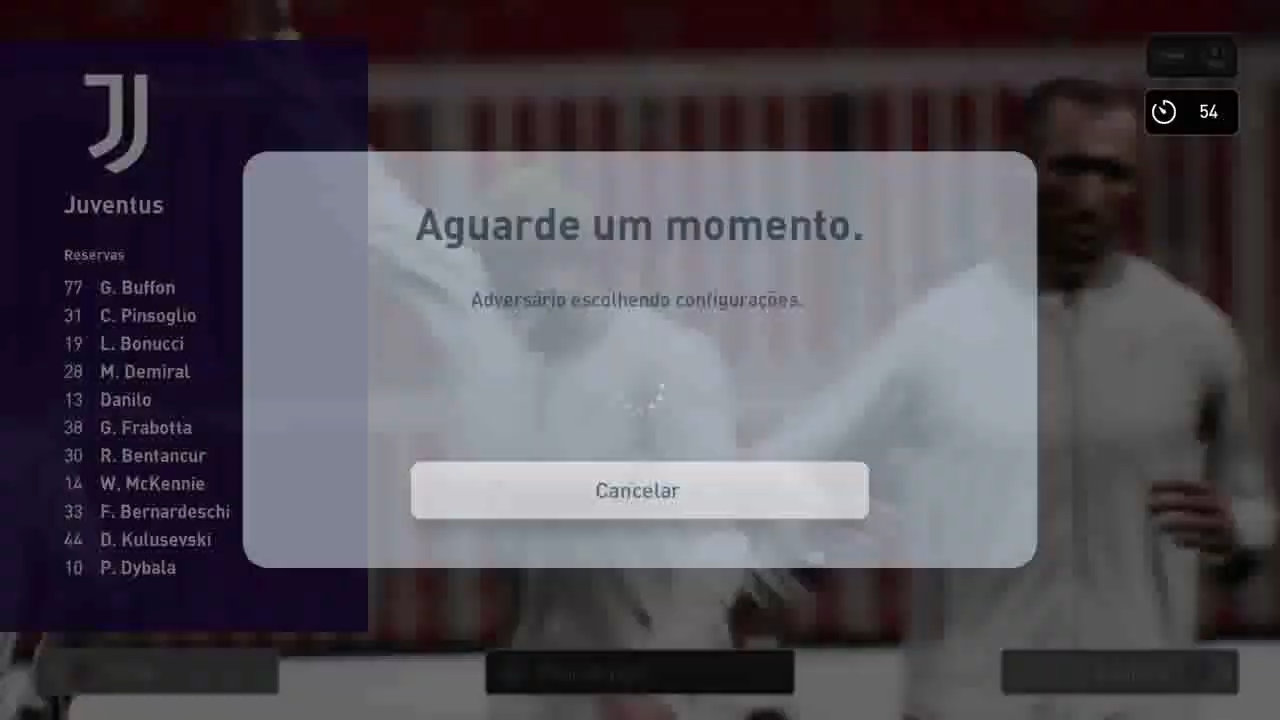 54
Juventus
Aguarde um momento.
Reservas
77 G. Buffon
31 C. Pinsoglio
Adversário escolhendo configurações.
19 L. Bonucci
28 M. Demiral
13 Danilo
38 G. Frabotta
30 R. Bentancur
14 W. McKennie
Cancelar
33 F. Bernardeschi
44 D. Kulusevski
10 P. Dybala